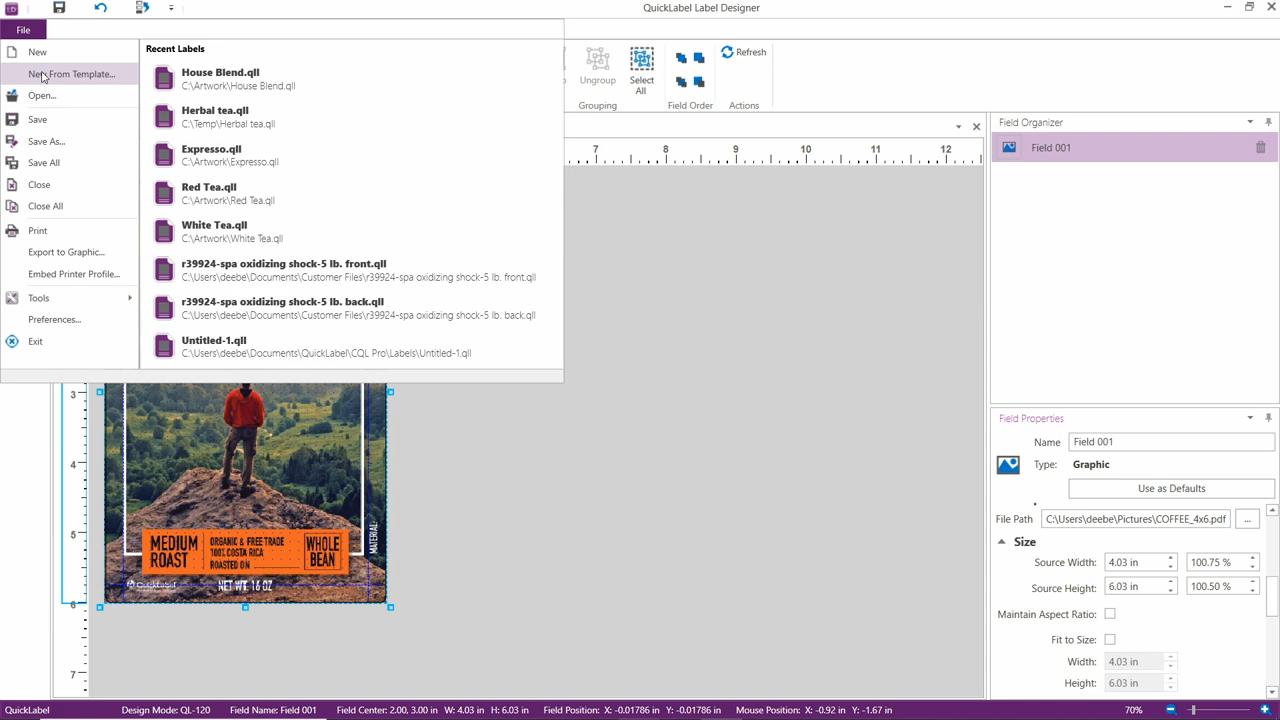 QuickLabel Label Designer
File
New
New From Template...
Open...
Save
Save As...
Save All
Close
Close All
Print
Export to Graphic...
Embed Printer Profile...
Tools
Preferences...
Exit
Recent Labels
House Blend.qll
C:\Artwork\House Blend.qll
Herbal tea.qll
C:\Temp\Herbal tea.qll
Expresso.qll
C:\Artwork\Expresso.qll
Red Tea.qll
C:\Artwork\Red Tea.qll
White Tea.qll
C:\Artwork\White Tea.qll
r39924-spa oxidizing shock-5 lb. front.qll
C:\Users\deebe\Documents\Customer Files\r39924-spa oxidizing shock-5 lb. front.qll
r39924-spa oxidizing shock-5 lb. back.qll
C:\Users\deebe\Documents\Customer Files\r39924-spa oxidizing shock-5 lb. back.qll
Untitled-1.qll
C:\Users\deebe\Documents\QuickLabel\CQL Pro\Labels\Untitled-1.qll
Ungroup
Select
All
Grouping
Field Order
Refresh
Actions
7 8 9 10 11 12
3
4
5
6
7
MEDIUM
ROAST
ORGANIC & FREE TRADE
100% COSTA RICA
ROASTED ON
WHOLE
BEAN
MATERIAL:
QuickLabel
NET WT. 16 OZ
Field Organizer
Field 001
Field Properties
Name Field 001
Type: Graphic
Use as Defaults
File Path C:\Users\deebe\Pictures\COFFEE_4x6.pdf ...
Size
Source Width: 4.03 in 100.75 %
Source Height: 6.03 in 100.50 %
Maintain Aspect Ratio:
Fit to Size:
Width: 4.03 in
Height: 6.03 in
QuickLabel Design Mode: QL-120 Field Name: Field 001 Field Center: 2.00, 3.00 in W: 4.03 in H: 6.03 in Field Position: X: -0.01786 in Y: -0.01786 in Mouse Position: X: -0.92 in Y: -1.67 in 70%